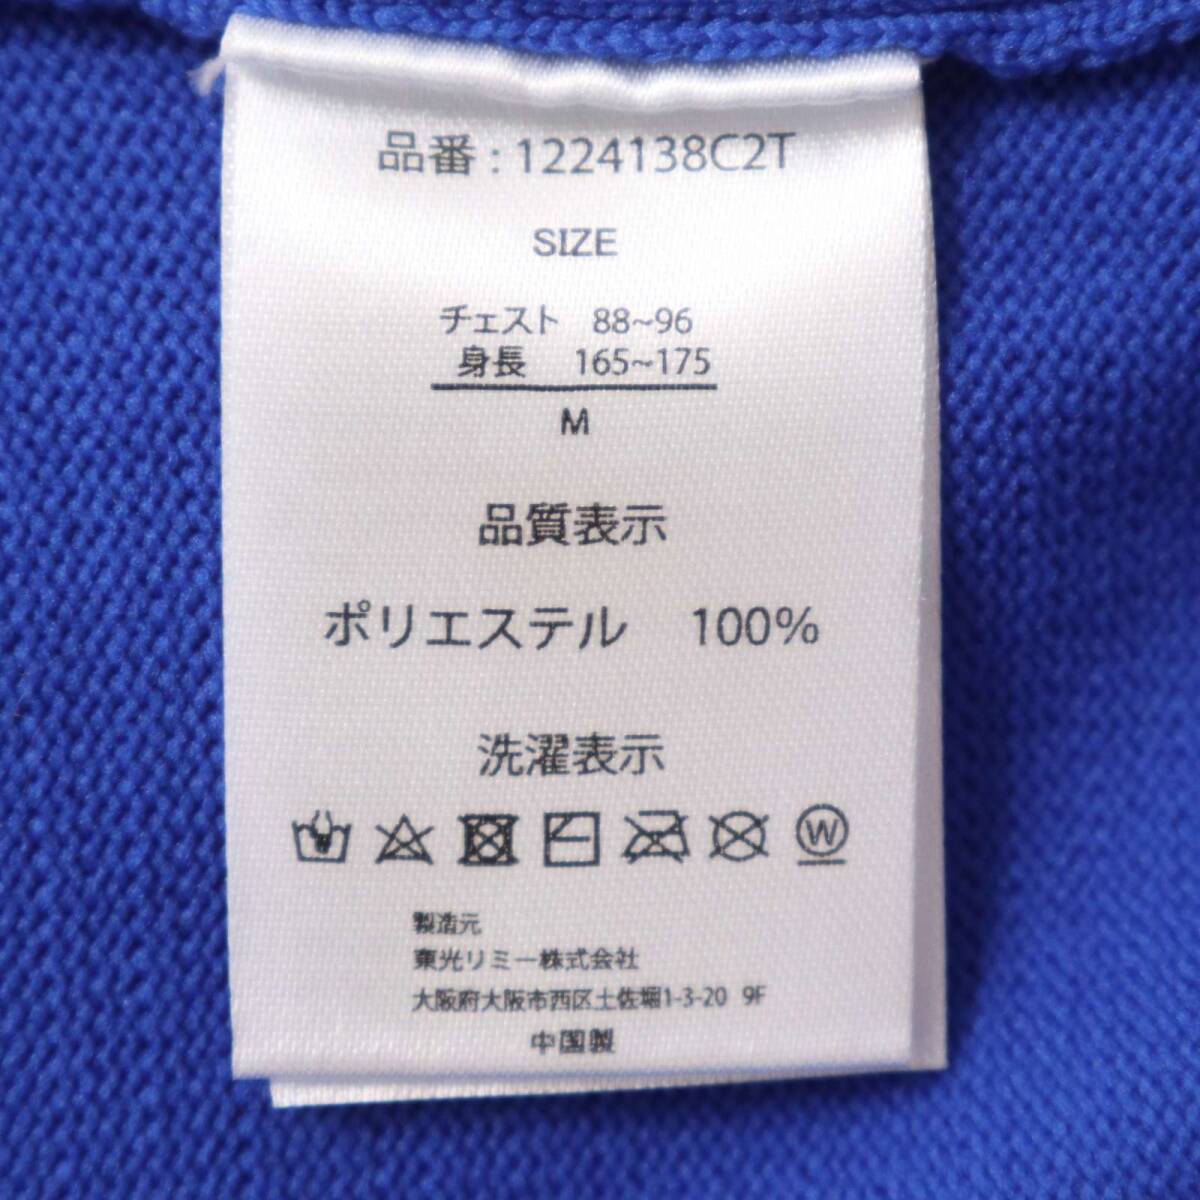 品番 : 1224138C2T
SIZE
チェスト 88~96
身長 165~175
M
品質表示
ポリエステル 100%
洗濯表示
W
製造元
東光リミー株式会社
大阪府大阪市西区土佐堀1-3-20 9F
中国製